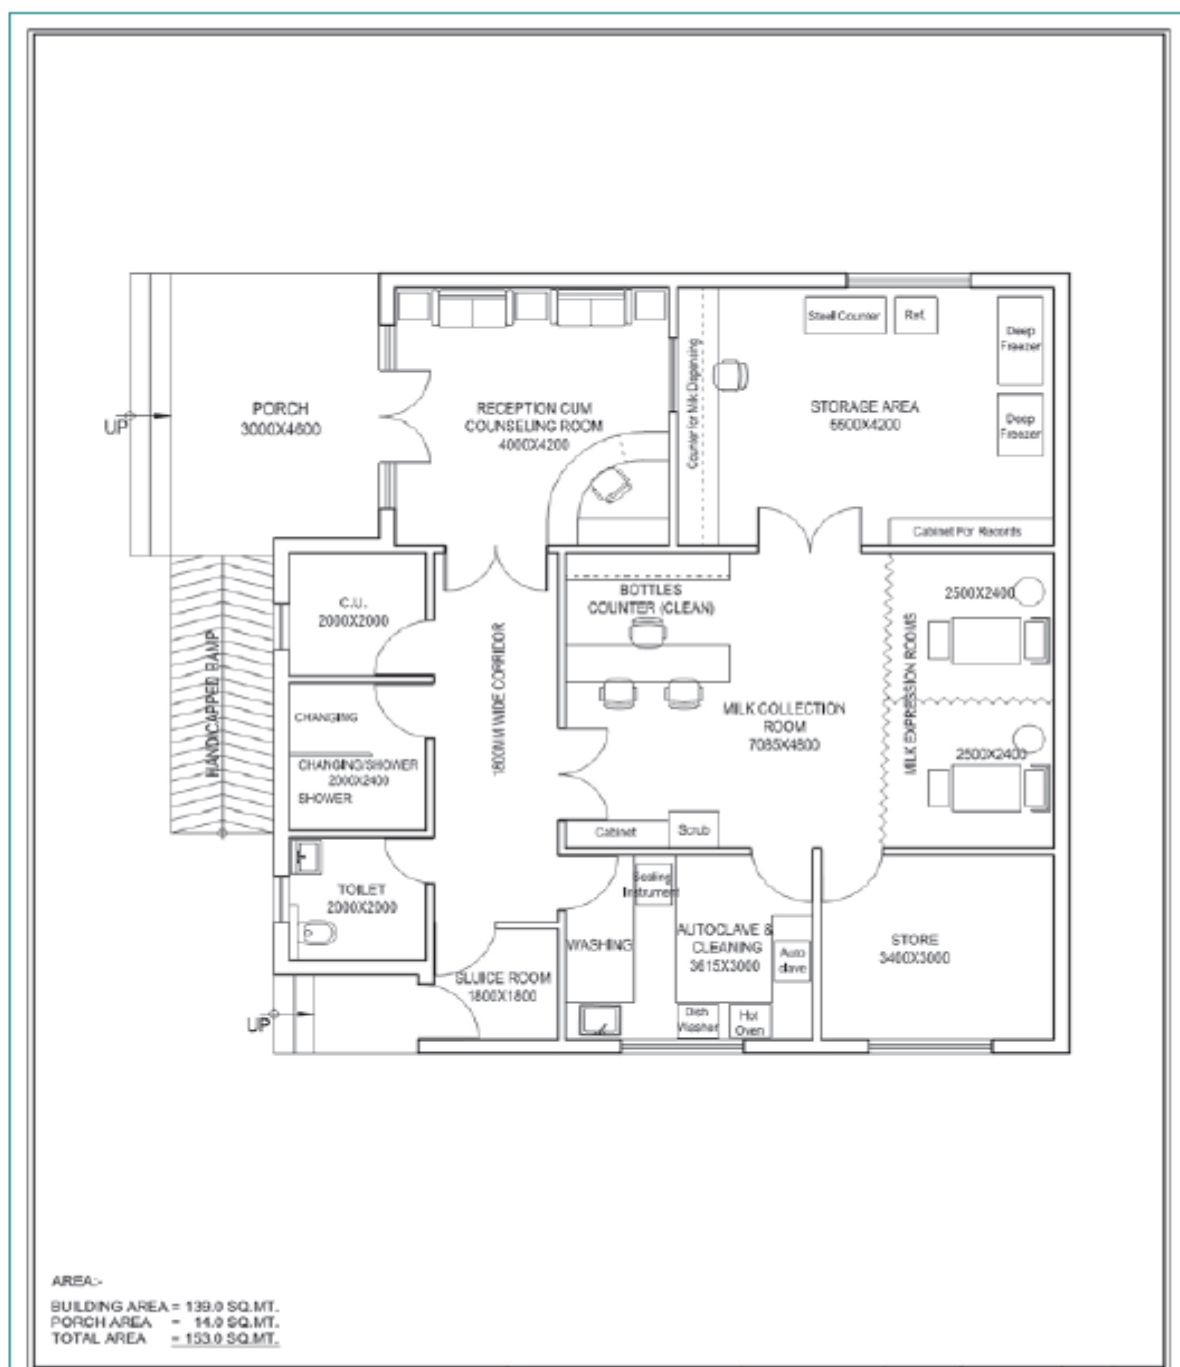 Steel Counter
Ref.
Deep
Freezer
Counter for Milk Dispensing
PORCH
3000X4600
UP
RECEPTION CUM
COUNSELING ROOM
4000X4200
STORAGE AREA
5500X4200
Deep
Freezer
Cabinet For Records
C.U.
2000X2000
BOTTLES
COUNTER (CLEAN)
2500X2400
HANDICAPPED RAMP
1800MM WIDE CORRIDOR
MILK EXPRESSION ROOMS
CHANGING
MILK COLLECTION
ROOM
7085X4800
CHANGING/SHOWER
2000X2400
SHOWER
2500X2400
Cabinet
Scrub
TOILET
2000X2000
Sealing
Instrument
WASHING
AUTOCLAVE &
CLEANING
3615X3000
Auto
clave
STORE
3400X3000
SLUICE ROOM
1800X1800
UP
Dish
Washer
Hot
Oven
AREA:-
BUILDING AREA = 139.0 SQ.MT.
PORCH AREA = 14.0 SQ.MT.
TOTAL AREA = 153.0 SQ.MT.